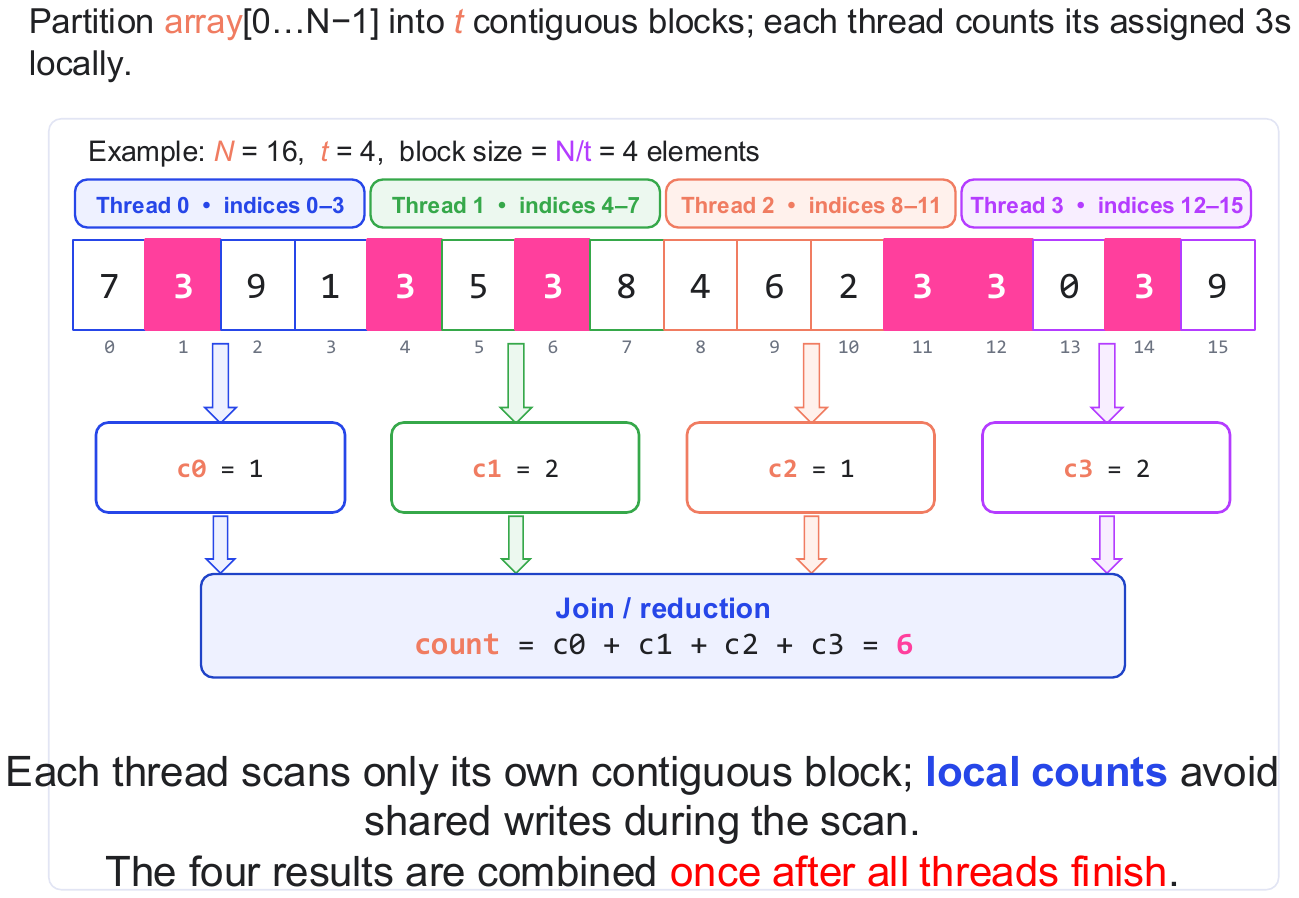 Partition array[0…N−1] into t contiguous blocks; each thread counts its assigned 3s
locally.
Example: N = 16, t = 4, block size = N/t = 4 elements
Thread 0 • indices 0–3 Thread 1 • indices 4–7 Thread 2 • indices 8–11 Thread 3 • indices 12–15
7 3 9 1 3 5 3 8 4 6 2 3 3 0 3 9
0 1 2 3 4 5 6 7 8 9 10 11 12 13 14 15
c0 = 1 c1 = 2 c2 = 1 c3 = 2
Join / reduction
count = c0 + c1 + c2 + c3 = 6
Each thread scans only its own contiguous block; local counts avoid
shared writes during the scan.
The four results are combined once after all threads finish.